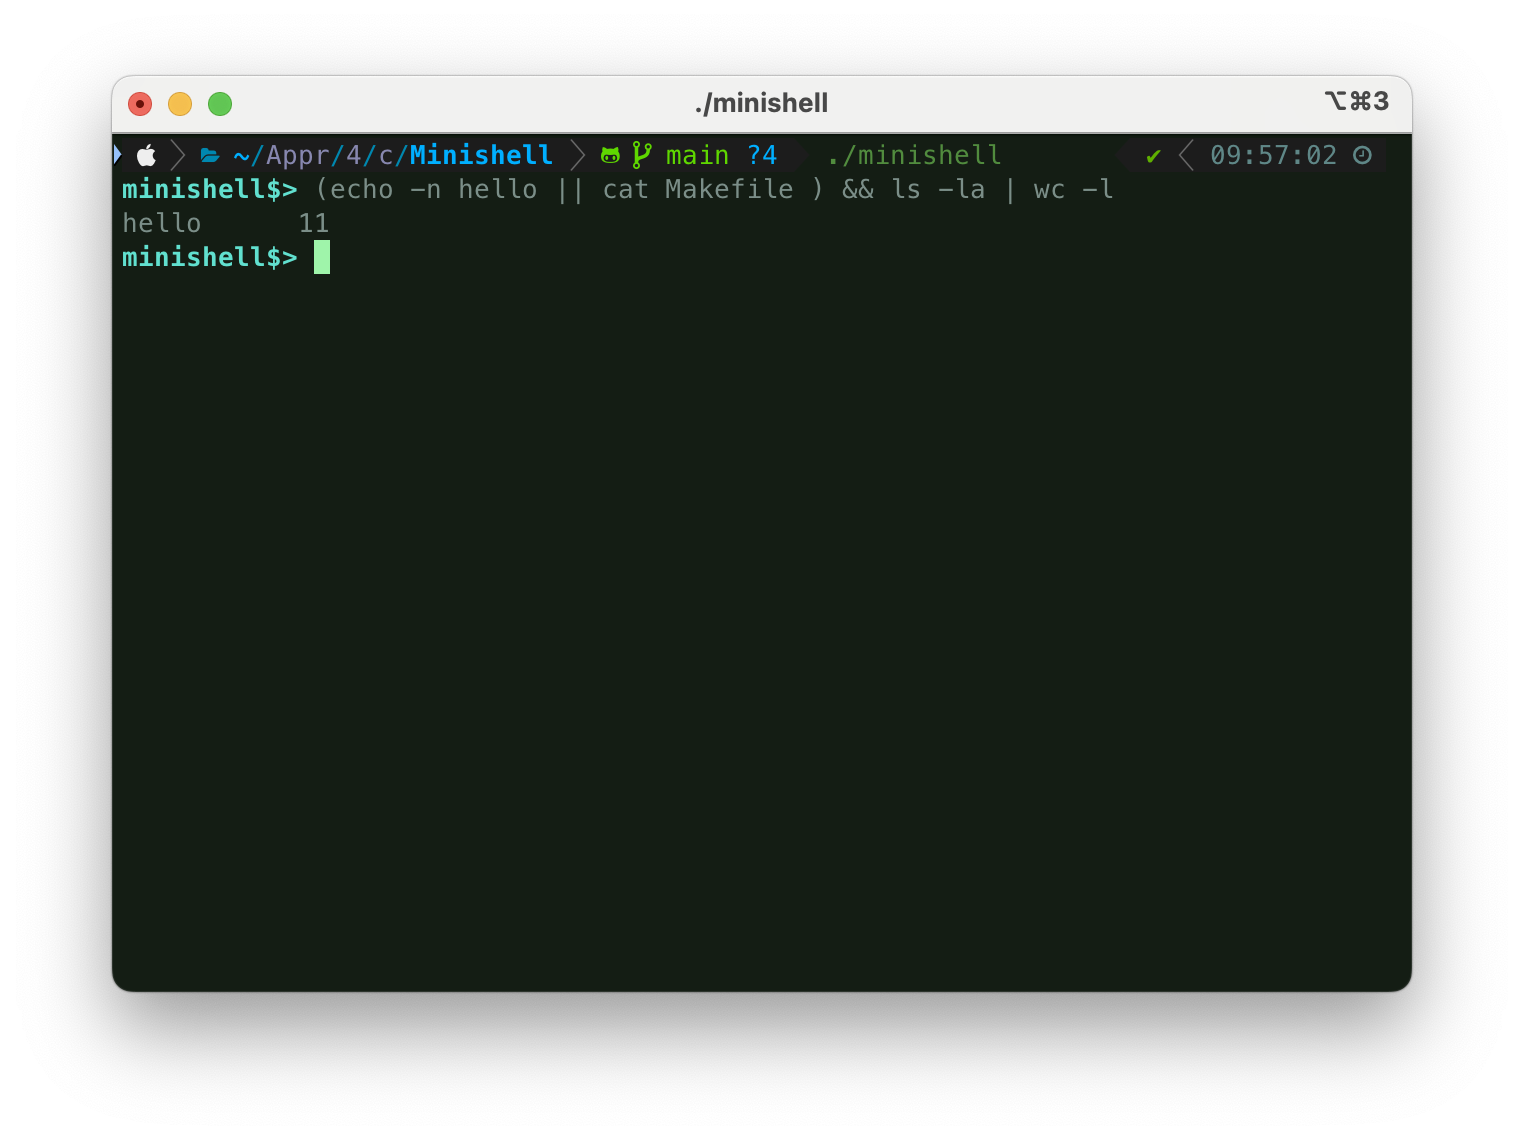 ./minishell ⌥⌘3
~/Appr/4/c/Minishell main ?4 ./minishell ✔ 09:57:02
minishell$> (echo -n hello || cat Makefile ) && ls -la | wc -l
hello      11
minishell$>